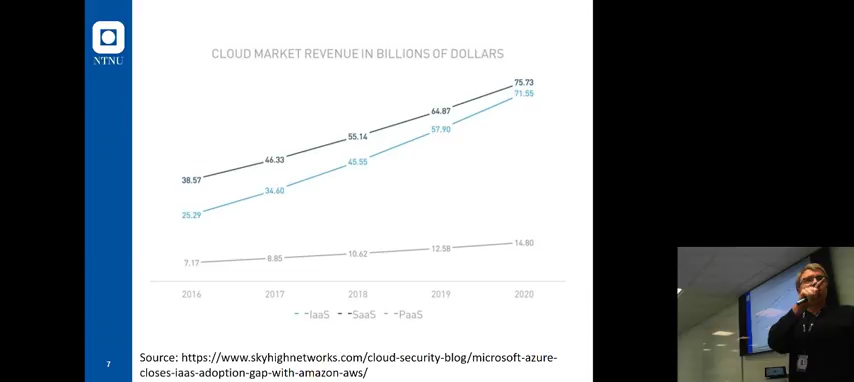 NTNU
CLOUD MARKET REVENUE IN BILLIONS OF DOLLARS
75.73
71.55
64.87
57.90
55.14
45.55
46.33
34.60
38.57
25.29
7.17
8.85
10.62
12.58
14.80
2016 2017 2018 2019 2020
IaaS SaaS PaaS
7
Source: https://www.skyhighnetworks.com/cloud-security-blog/microsoft-azure-
closes-iaas-adoption-gap-with-amazon-aws/